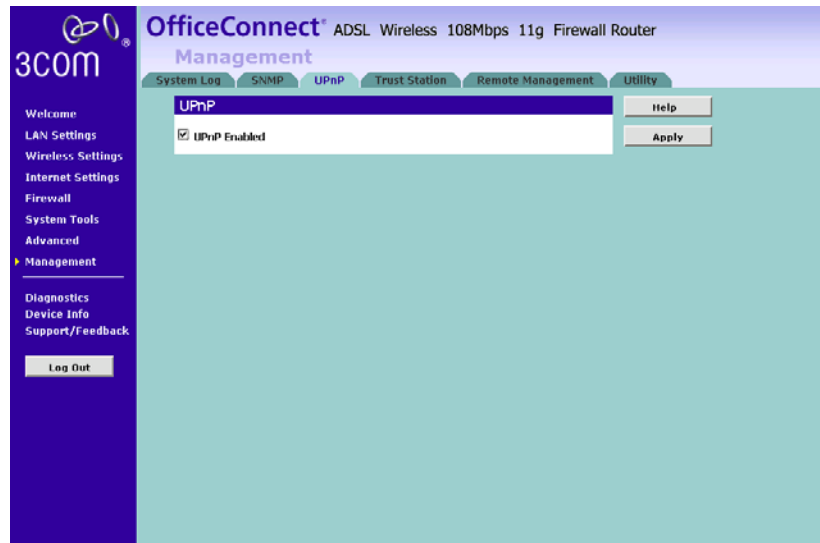 3COM®
OfficeConnect® ADSL Wireless 108Mbps 11g Firewall Router
Management
System Log SNMP UPnP Trust Station Remote Management Utility
Welcome
LAN Settings
Wireless Settings
Internet Settings
Firewall
System Tools
Advanced
Management
Diagnostics
Device Info
Support/Feedback
Log Out
UPnP
Help
UPnP Enabled
Apply